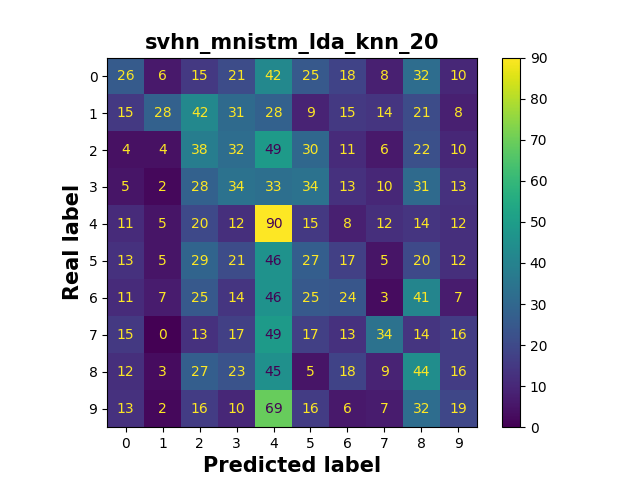 svhn_mnistm_lda_knn_20
0 26 6 15 21 42 25 18 8 32 10
1 15 28 42 31 28 9 15 14 21 8
2 4 4 38 32 49 30 11 6 22 10
3 5 2 28 34 33 34 13 10 31 13
4 11 5 20 12 90 15 8 12 14 12
5 13 5 29 21 46 27 17 5 20 12
6 11 7 25 14 46 25 24 3 41 7
7 15 0 13 17 49 17 13 34 14 16
8 12 3 27 23 45 5 18 9 44 16
9 13 2 16 10 69 16 6 7 32 19
0 1 2 3 4 5 6 7 8 9
Predicted label
Real label
90
80
70
60
50
40
30
20
10
0